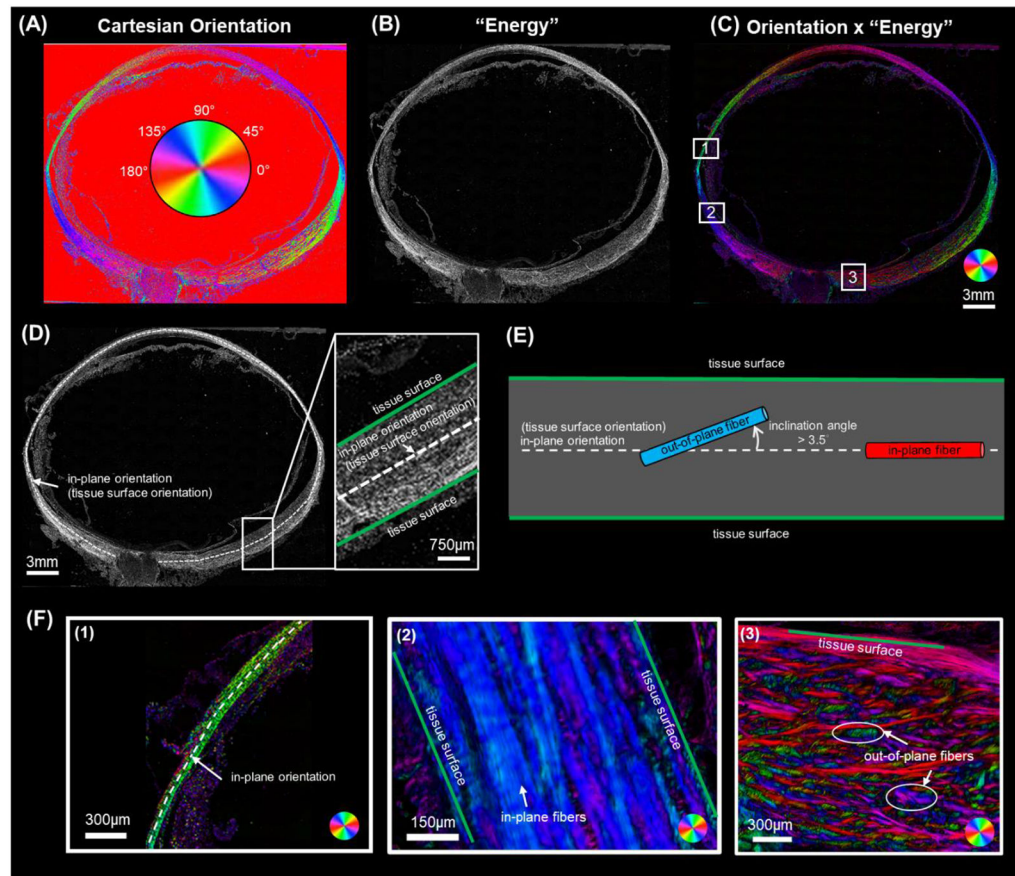 (A)
Cartesian Orientation
90°
135°
45°
180°
0°
(B)
“Energy”
(C)
Orientation x “Energy”
1
2
3
3mm
(D)
in-plane orientation
(tissue surface orientation)
3mm
tissue surface
in-plane orientation
(tissue surface orientation)
tissue surface
750µm
(E)
tissue surface
(tissue surface orientation)
in-plane orientation
out-of-plane fiber
inclination angle
> 3.5°
in-plane fiber
tissue surface
(F)
(1)
in-plane orientation
300µm
(2)
tissue surface
tissue surface
in-plane fibers
150µm
(3)
tissue surface
out-of-plane fibers
300µm